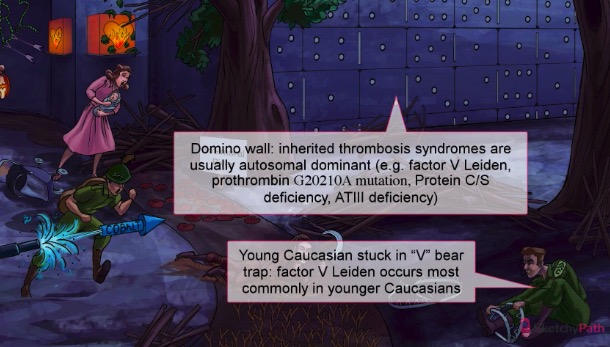 Domino wall: inherited thrombosis syndromes are
usually autosomal dominant (e.g. factor V Leiden,
prothrombin G20210A mutation, Protein C/S
deficiency, ATIII deficiency)
Young Caucasian stuck in “V” bear
trap: factor V Leiden occurs most
commonly in younger Caucasians
SketchyPath